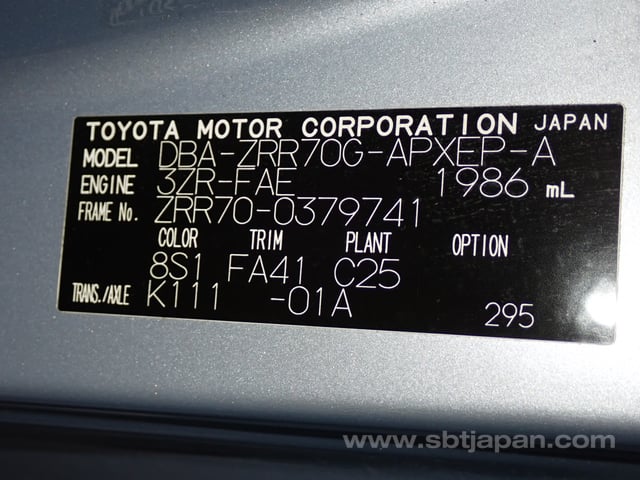 TOYOTA MOTOR CORPORATION JAPAN
MODEL DBA-ZRR70G-APXEP-A
ENGINE 3ZR-FAE 1986 mL
FRAME No. ZRR70-0379741
COLOR TRIM PLANT OPTION
8S1 FA41 C25
TRANS./AXLE K111 -01A 295
www.sbtjapan.com